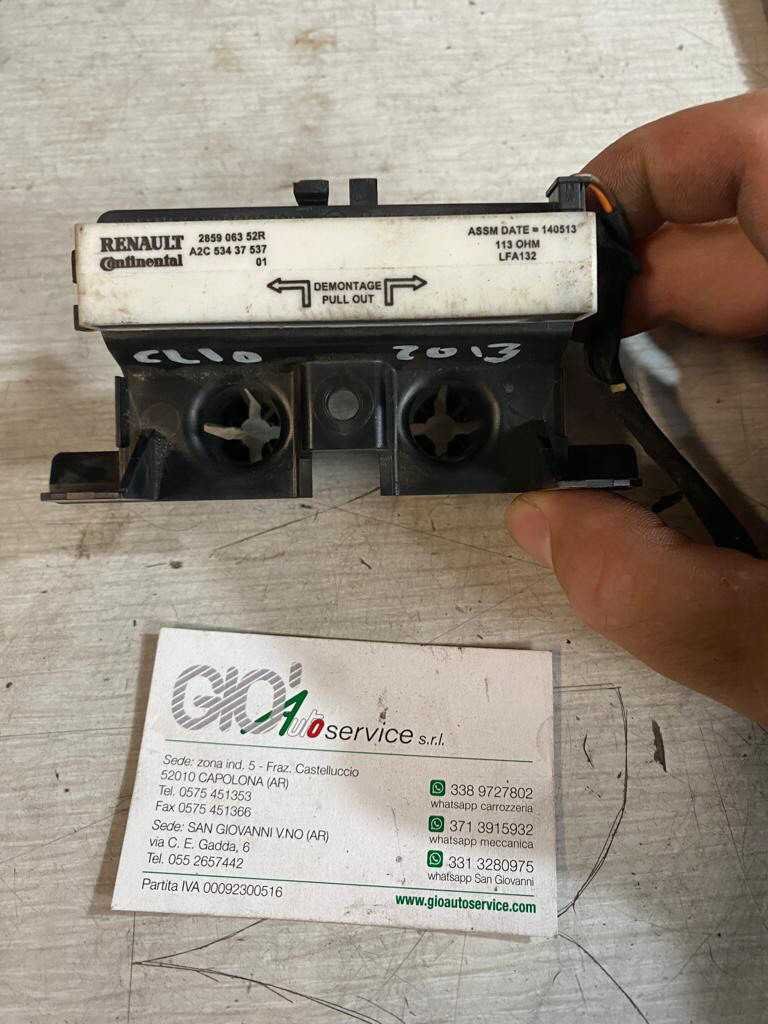 RENAULT
Continental
2859 063 52R
A2C 534 37 537
01
ASSM DATE = 140513
113 OHM
LFA132
DEMONTAGE
PULL OUT
CLIO 2013
GIO' Autoservice s.r.l.
Sede: zona ind. 5 - Fraz. Castelluccio
52010 CAPOLONA (AR)
Tel. 0575 451353
Fax 0575 451366
Sede: SAN GIOVANNI V.NO (AR)
via C. E. Gadda, 6
Tel. 055 2657442
Partita IVA 00092300516
338 9727802
whatsapp carrozzeria
371 3915932
whatsapp meccanica
331 3280975
whatsapp San Giovanni
www.gioautoservice.com